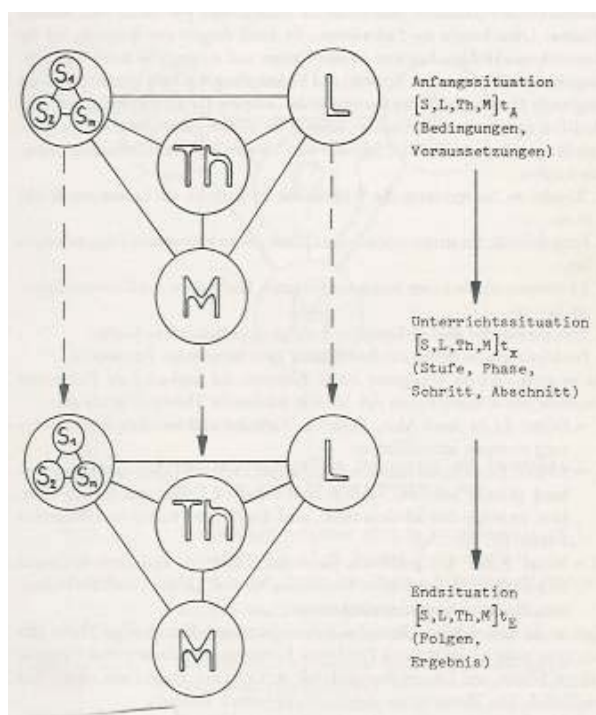 S1
S2 Sn
L
Th
M
Anfangssituation
[S,L,Th,M]tA
(Bedingungen,
Voraussetzungen)
Unterrichtssituation
[S,L,Th,M]tx
(Stufe, Phase,
Schritt, Abschnitt)
S1
S2 Sn
L
Th
M
Endsituation
[S,L,Th,M]tE
(Folgen,
Ergebnis)